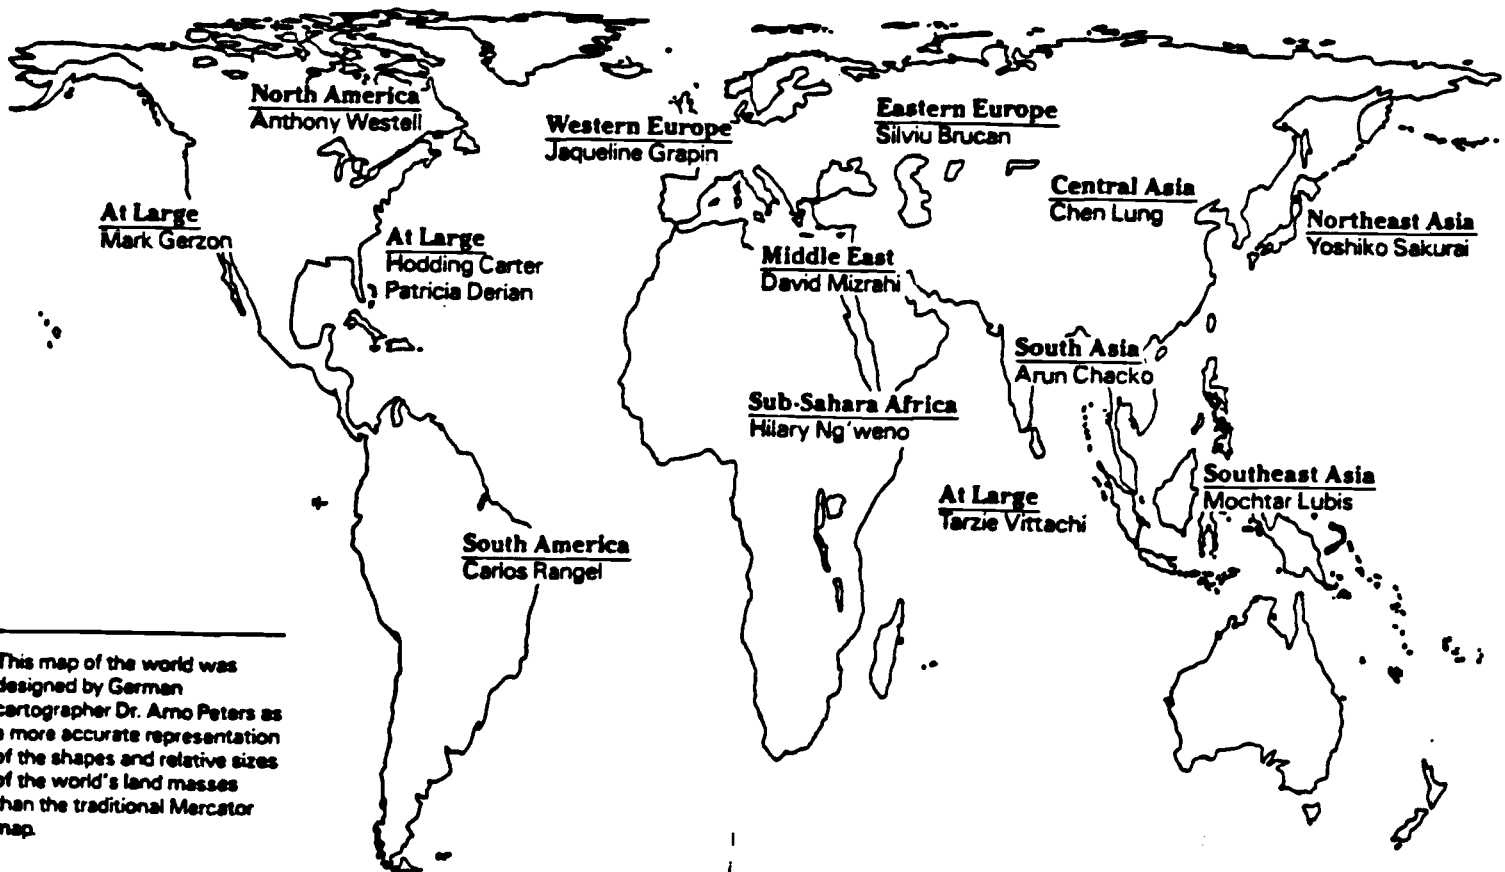 North America
Anthony Westell
Western Europe
Jaqueline Grapin
Eastern Europe
Silviu Brucan
Central Asia
Chen Lung
Northeast Asia
Yoshiko Sakurai
At Large
Mark Gerzon
At Large
Hodding Carter
Patricia Derian
Middle East
David Mizrahi
South Asia
Arun Chacko
Sub-Sahara Africa
Hilary Ng'weno
Southeast Asia
Mochtar Lubis
At Large
Tarzie Vittachi
South America
Carlos Rangel
This map of the world was
designed by German
cartographer Dr. Arno Peters as
a more accurate representation
of the shapes and relative sizes
of the world's land masses
than the traditional Mercator
map.